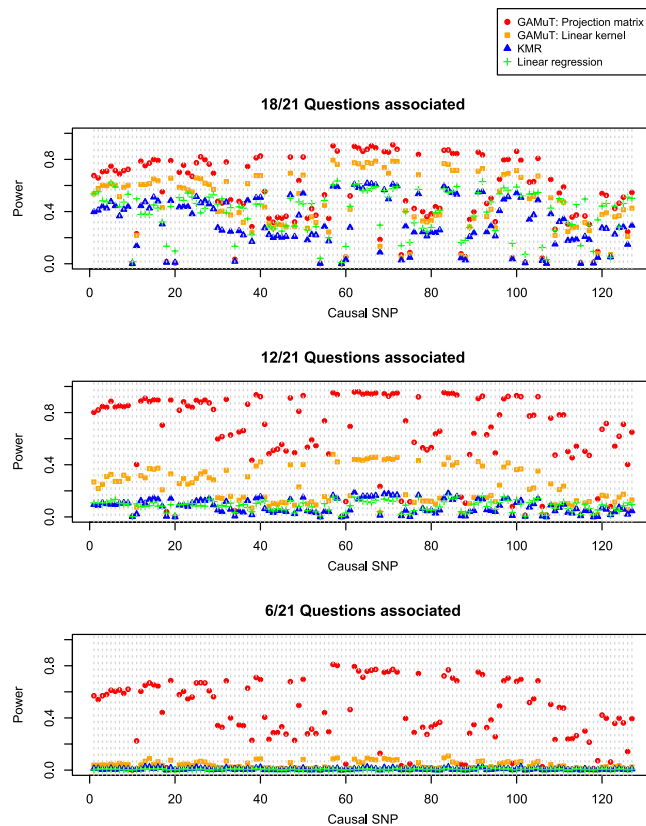 GAMuT: Projection matrix
GAMuT: Linear kernel
KMR
Linear regression
18/21 Questions associated
Power
0.0 0.4 0.8
0 20 40 60 80 100 120
Causal SNP
12/21 Questions associated
Power
0.0 0.4 0.8
0 20 40 60 80 100 120
Causal SNP
6/21 Questions associated
Power
0.0 0.4 0.8
0 20 40 60 80 100 120
Causal SNP